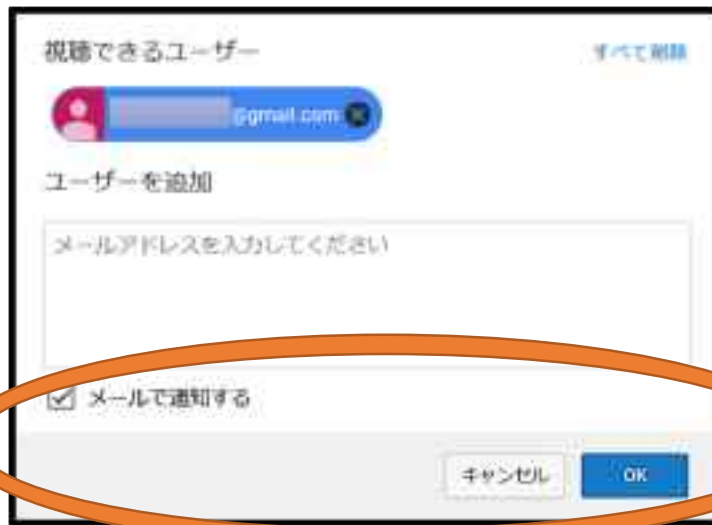 視聴できるユーザー
すべて削除
@gmail.com
ユーザーを追加
メールアドレスを入力してください
メールで通知する
キャンセル
OK